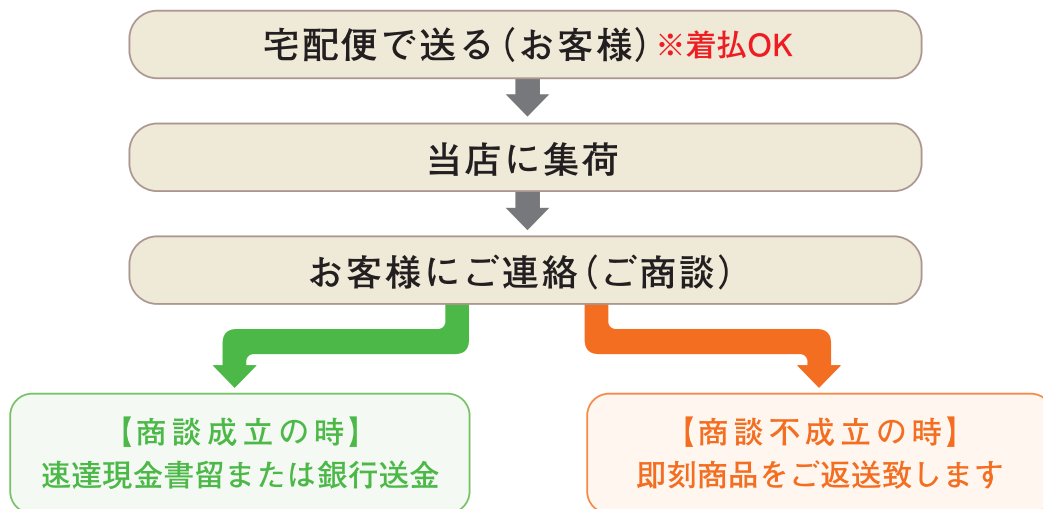 宅配便で送る（お客様）※着払OK
当店に集荷
お客様にご連絡（ご商談）
【商談成立の時】
速達現金書留または銀行送金
【商談不成立の時】
即刻商品をご返送致します